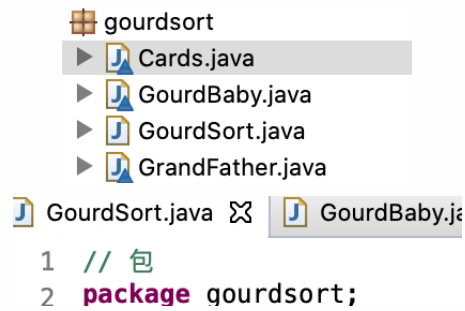 gourdsort
Cards.java
GourdBaby.java
GourdSort.java
GrandFather.java
GourdSort.java GourdBaby.ja
1 // 包
2 package gourdsort;